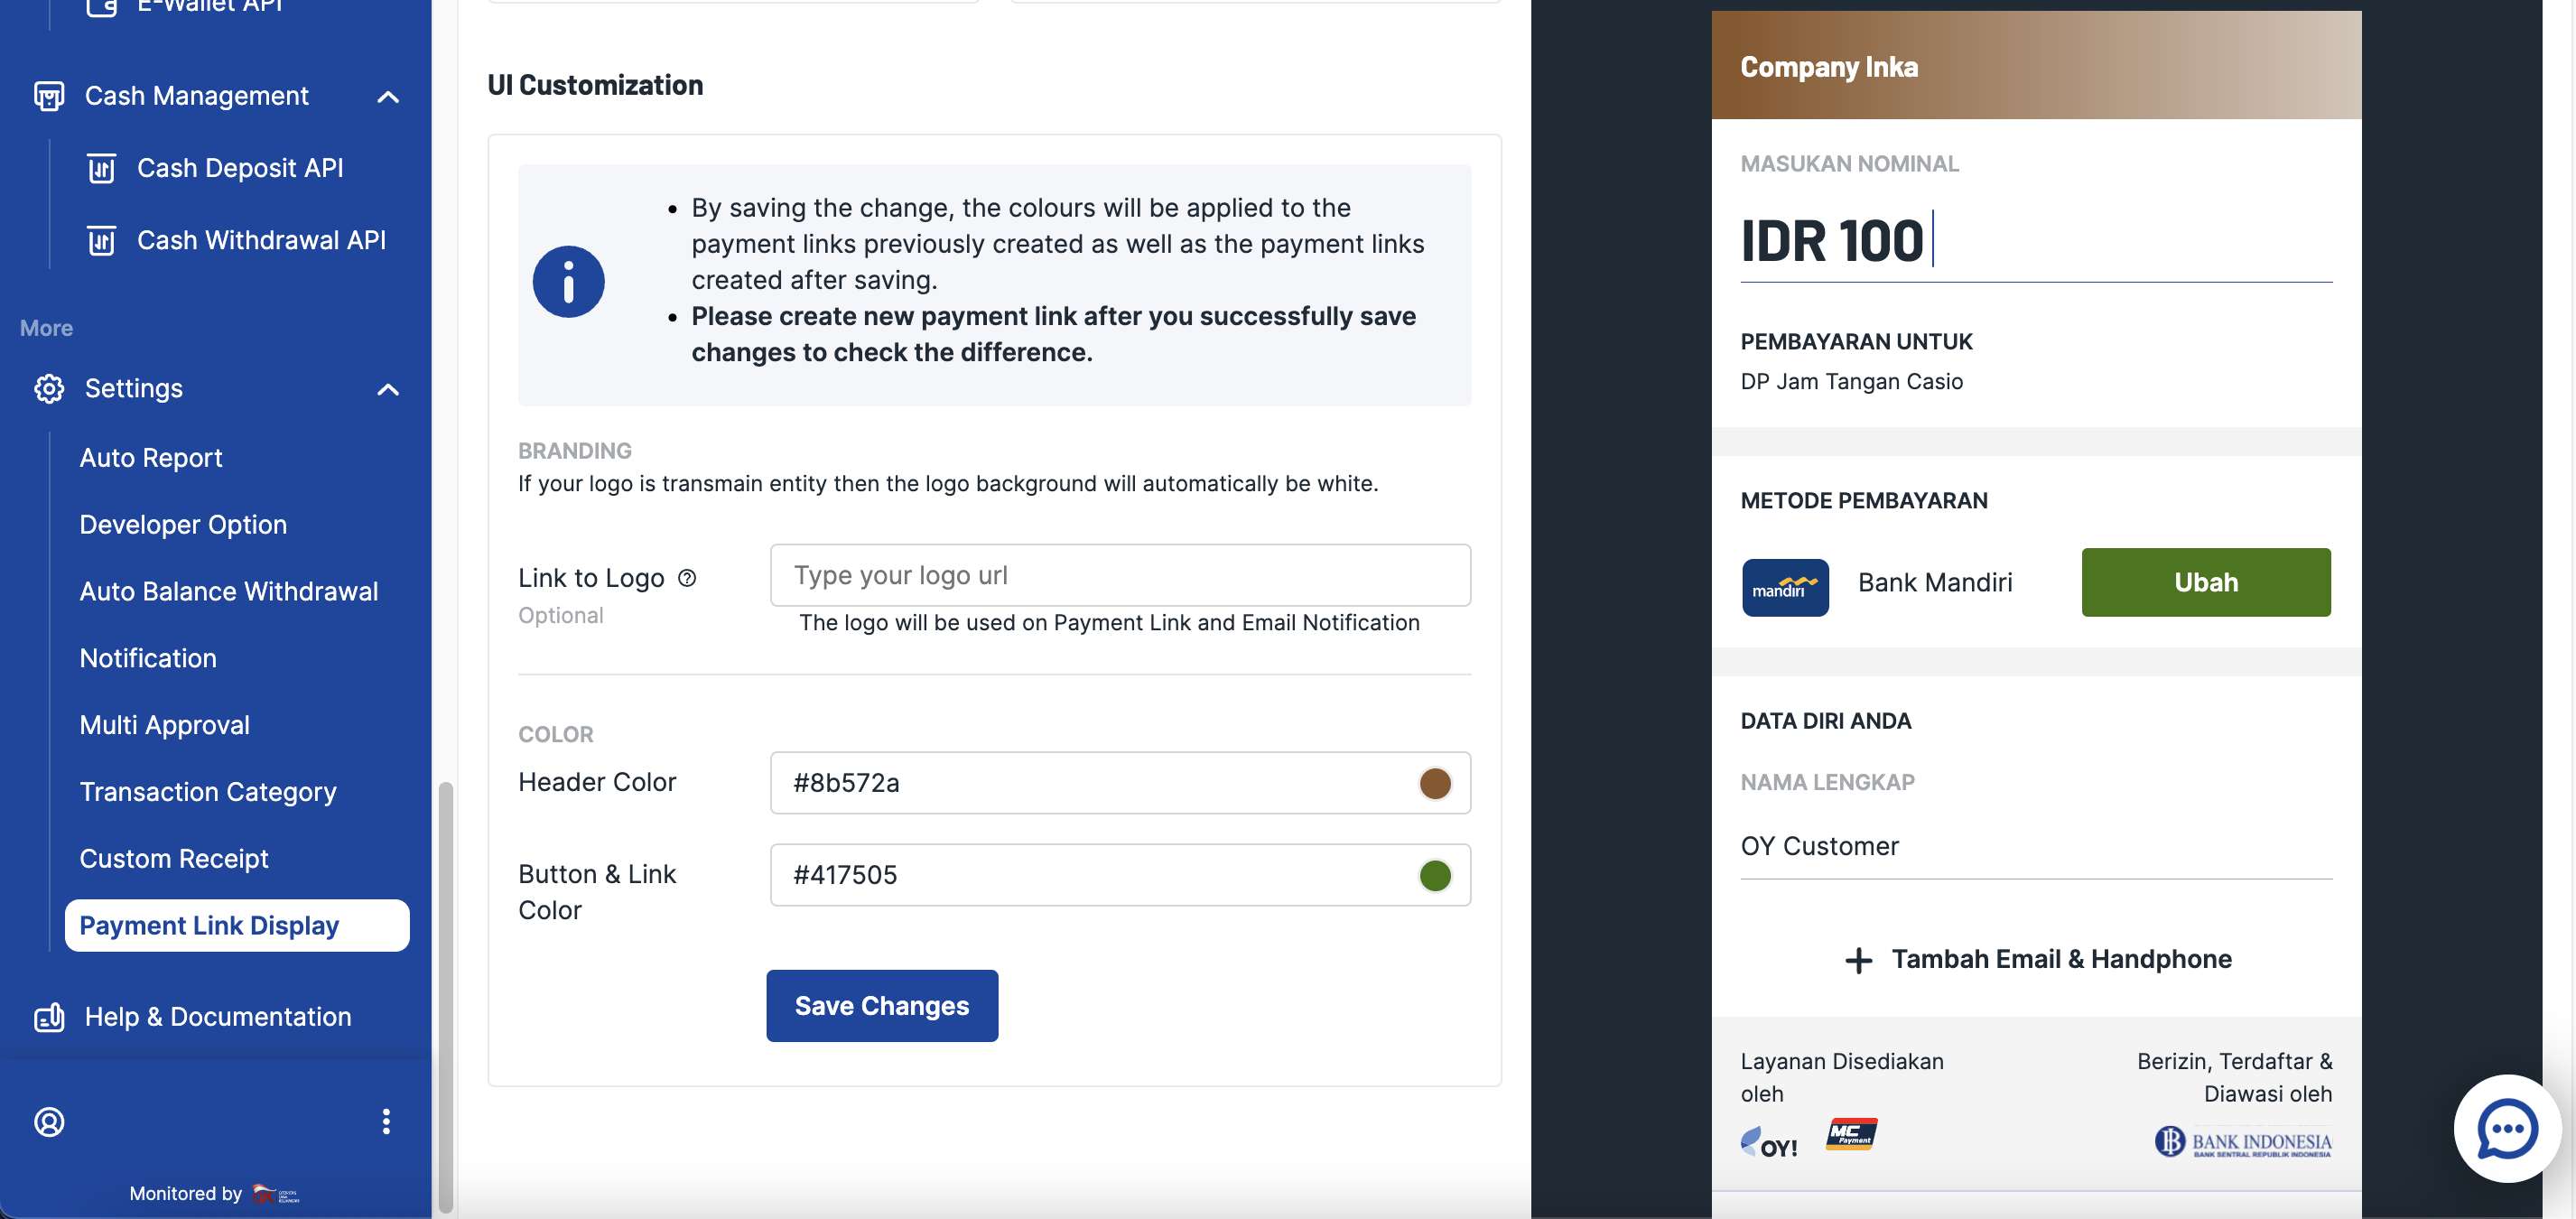 E-Wallet API
Cash Management
Cash Deposit API
Cash Withdrawal API
More
Settings
Auto Report
Developer Option
Auto Balance Withdrawal
Notification
Multi Approval
Transaction Category
Custom Receipt
Payment Link Display
Help & Documentation
Monitored by
UI Customization
By saving the change, the colours will be applied to the
payment links previously created as well as the payment links
created after saving.
Please create new payment link after you successfully save
changes to check the difference.
BRANDING
If your logo is transmain entity then the logo background will automatically be white.
Link to Logo
Optional
Type your logo url
The logo will be used on Payment Link and Email Notification
COLOR
Header Color
#8b572a
Button & Link
Color
#417505
Save Changes
Company Inka
MASUKAN NOMINAL
IDR 100
PEMBAYARAN UNTUK
DP Jam Tangan Casio
METODE PEMBAYARAN
mandiri
Bank Mandiri
Ubah
DATA DIRI ANDA
NAMA LENGKAP
OY Customer
+ Tambah Email & Handphone
Layanan Disediakan
oleh
OY!
MC
Payment
Berizin, Terdaftar &
Diawasi oleh
BANK INDONESIA
BANK SENTRAL REPUBLIK INDONESIA